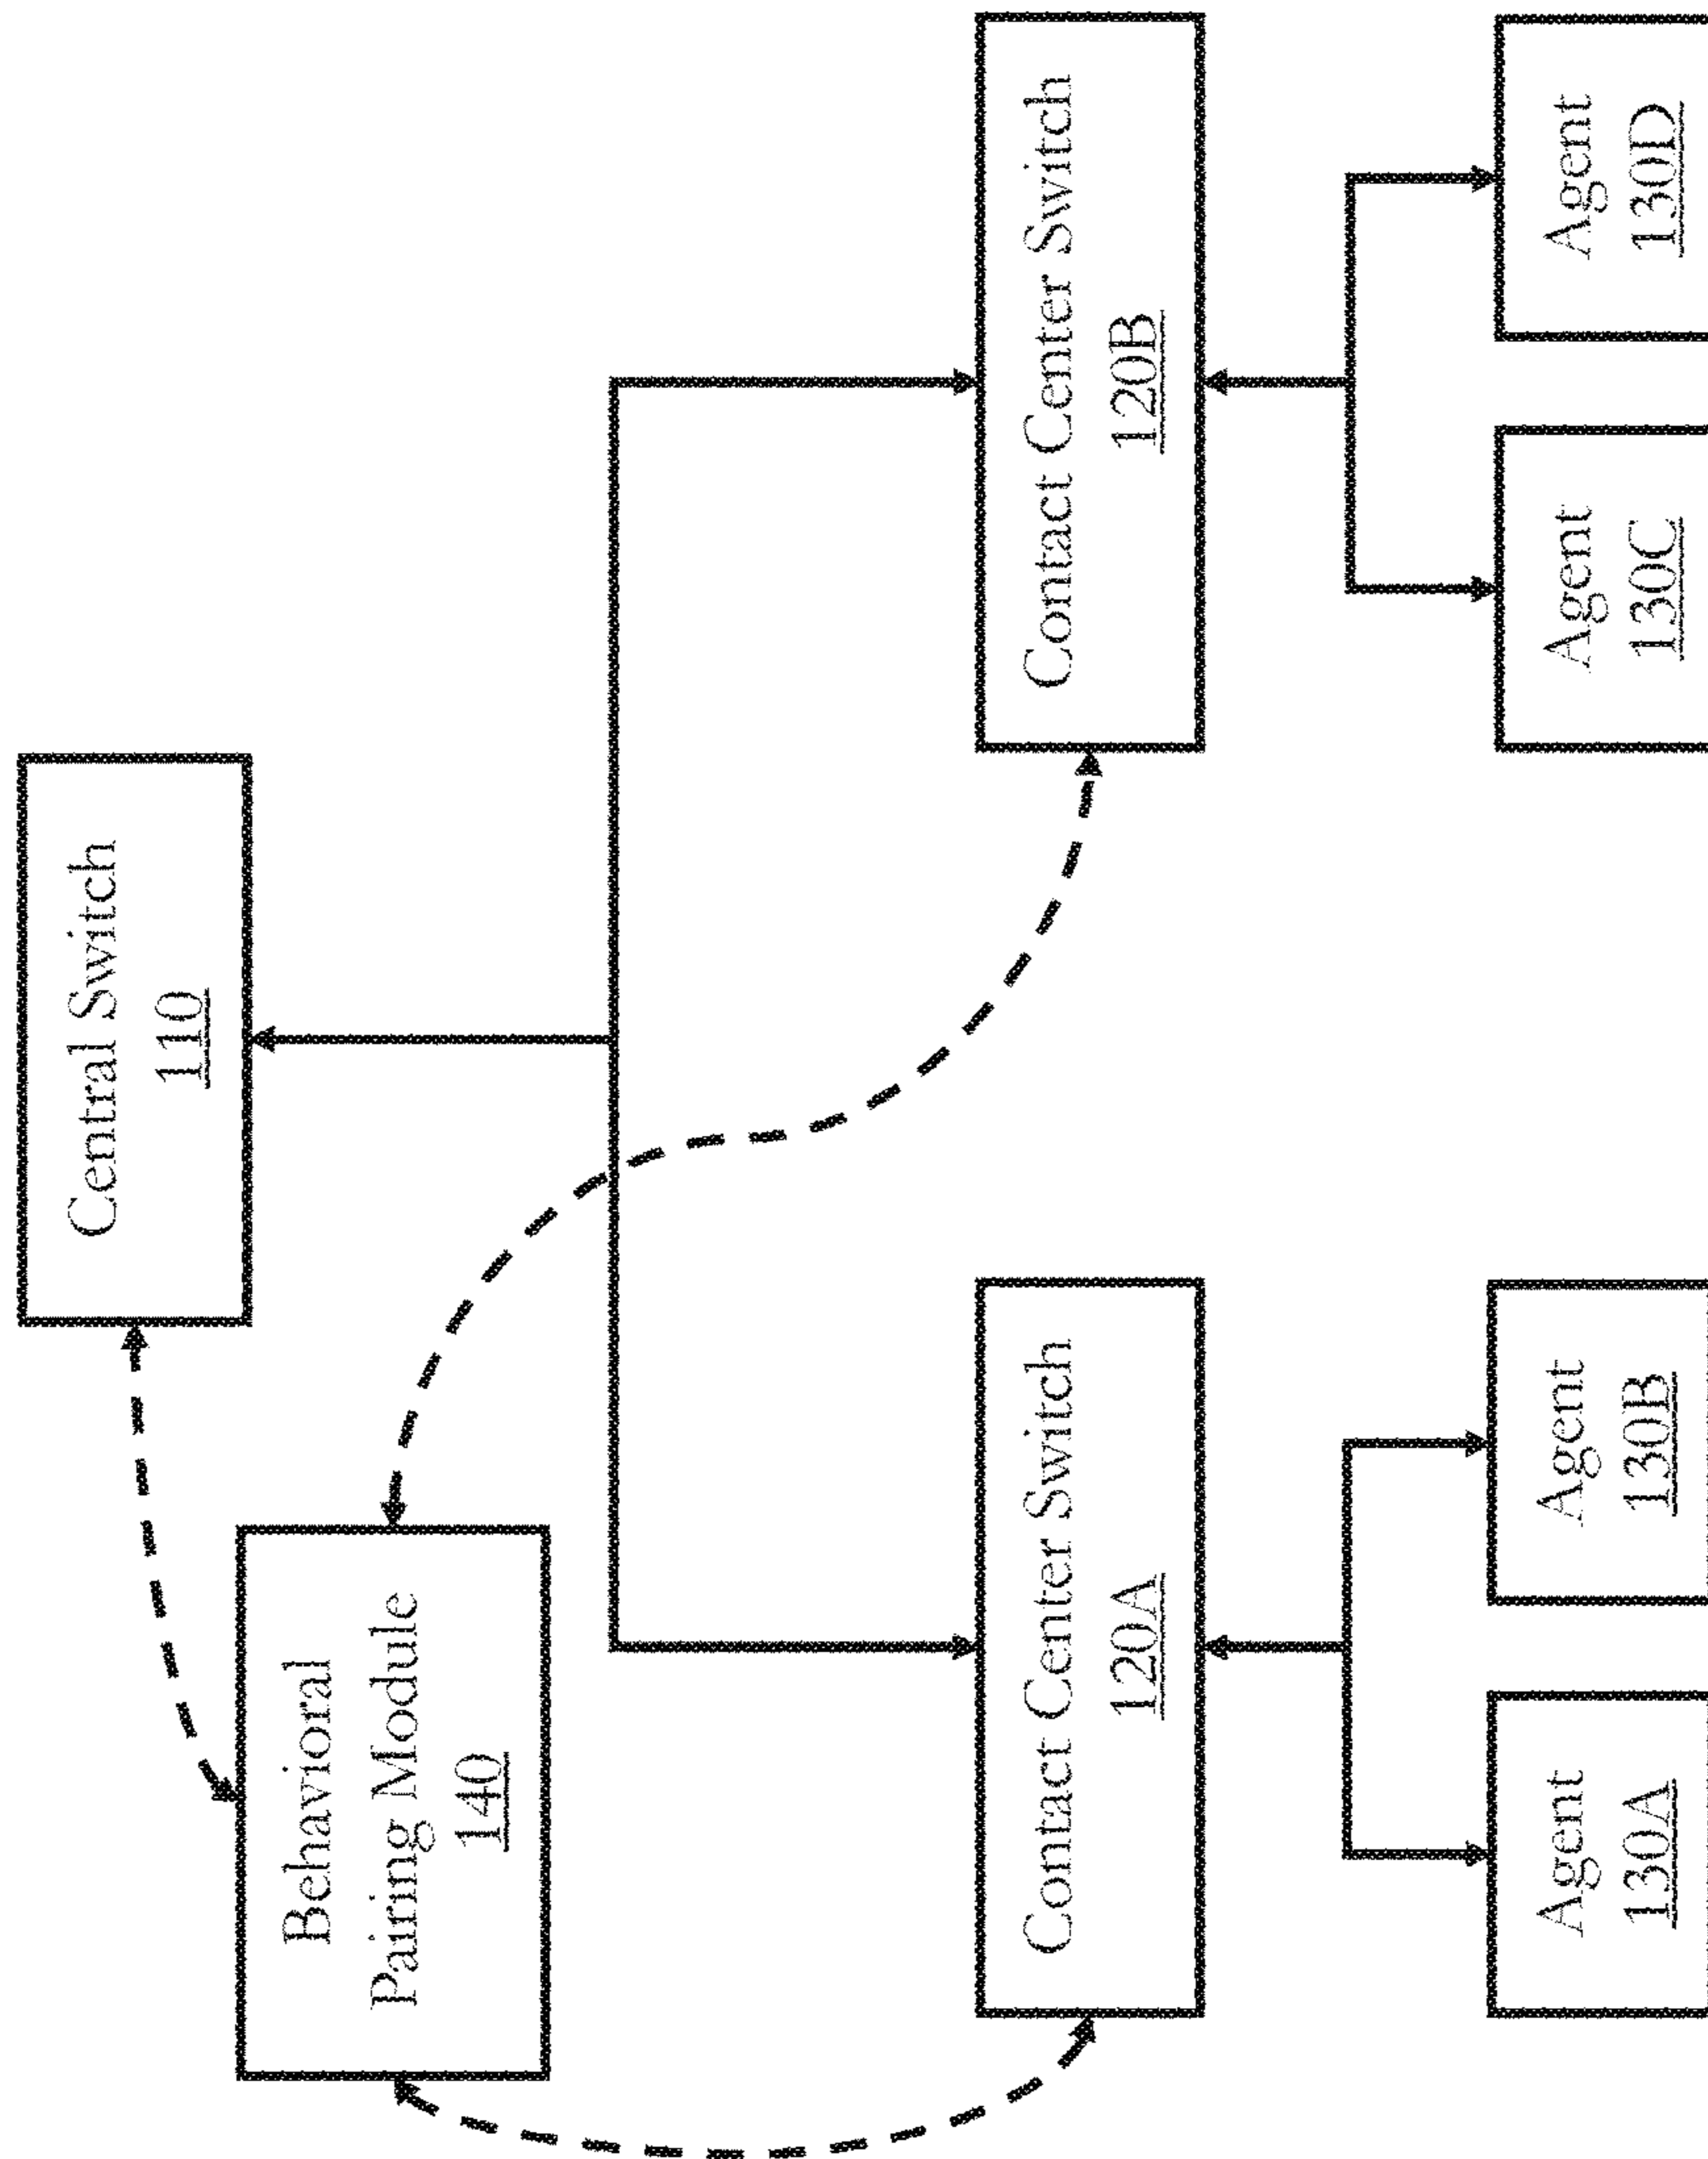 Central Switch
110
Behavioral
Pairing Module
140
Contact Center Switch
120A
Contact Center Switch
120B
Agent
130A
Agent
130B
Agent
130C
Agent
130D